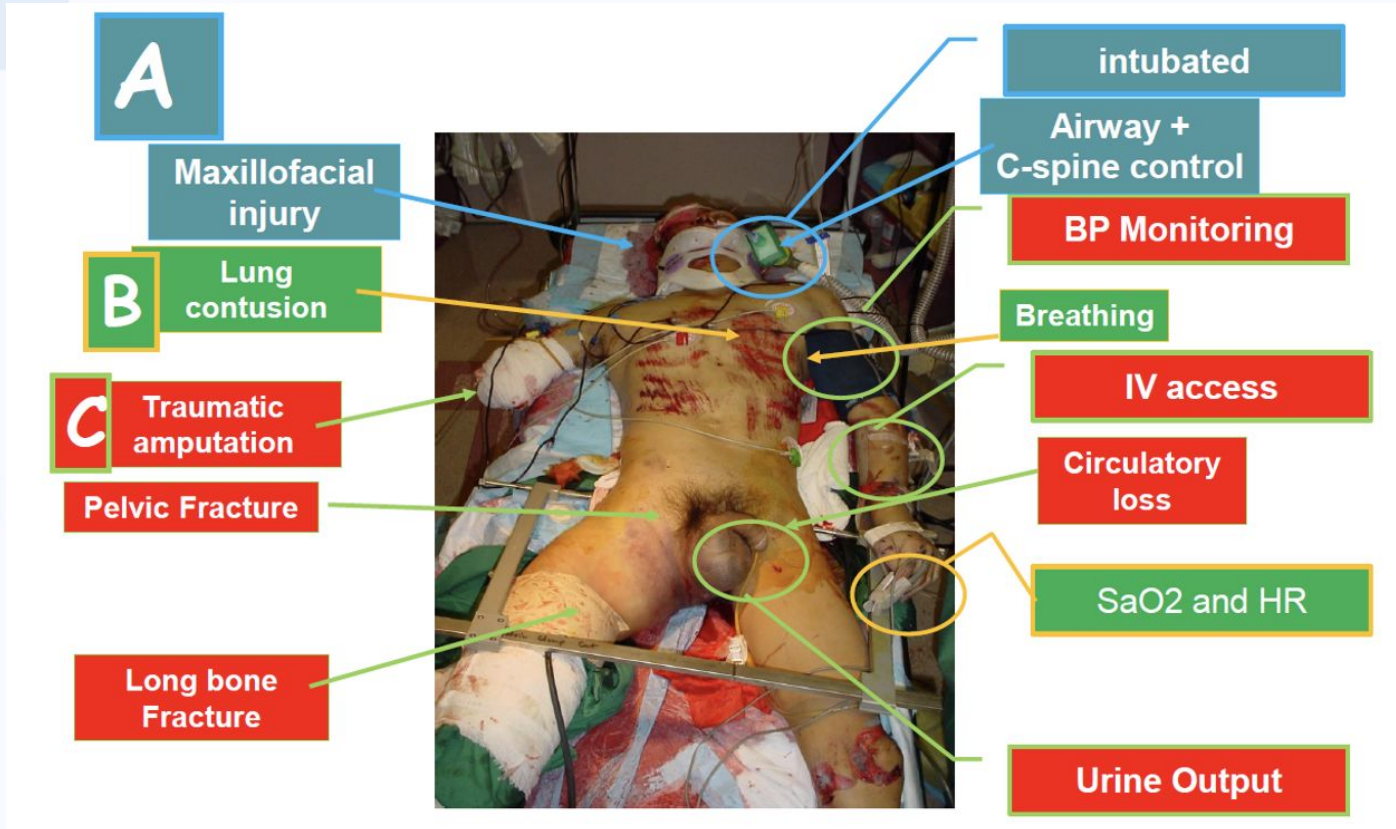 A
intubated
Airway +
C-spine control
Maxillofacial
injury
BP Monitoring
B
Lung
contusion
Breathing
C
Traumatic
amputation
IV access
Circulatory
loss
Pelvic Fracture
SaO2 and HR
Long bone
Fracture
Urine Output